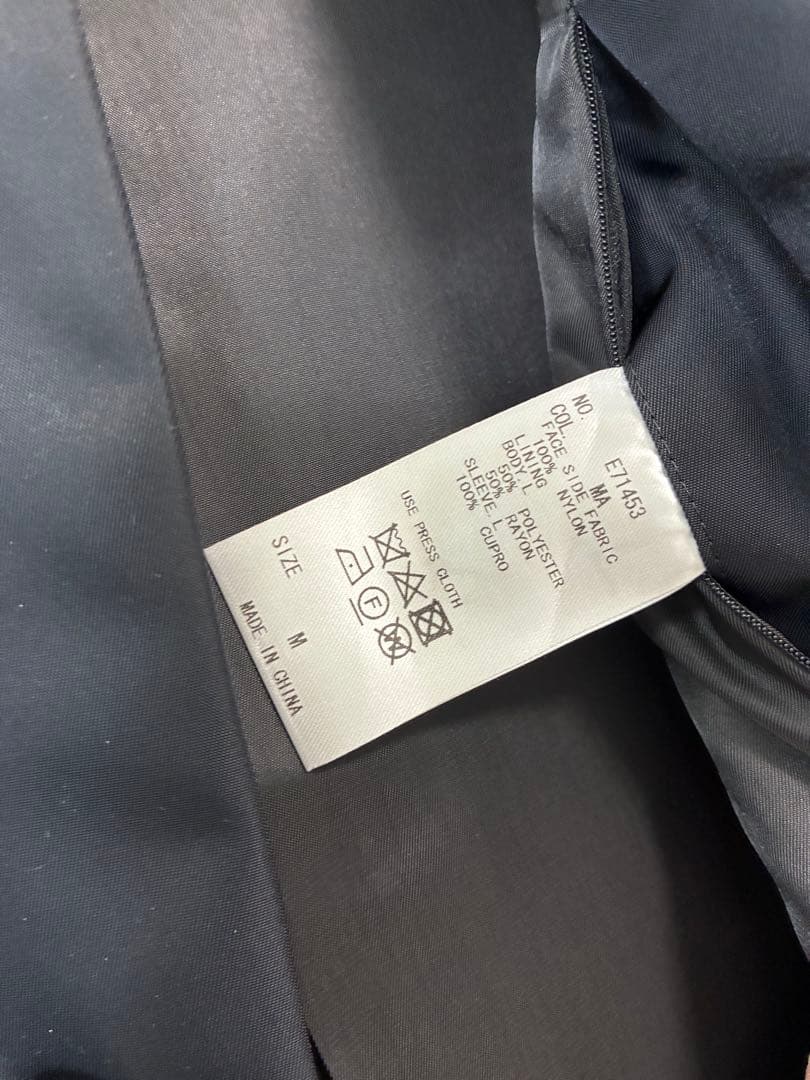 NO. E71453
COL. MA
FACE SIDE FABRIC
100% NYLON
LINING
BODY.L
50% POLYESTER
50% RAYON
SLEEVE.L
100% CUPRO
USE PRESS CLOTH
F
W
SIZE M
MADE IN CHINA